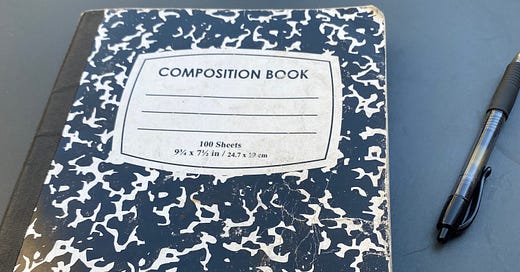 COMPOSITION BOOK
100 Sheets
9¾ x 7½ in / 24.7 x 19 cm